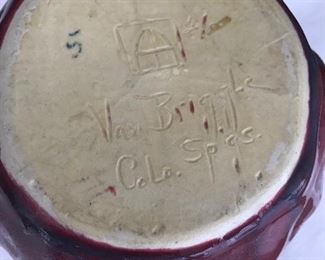 Van Briggle
Colo. Spgs.